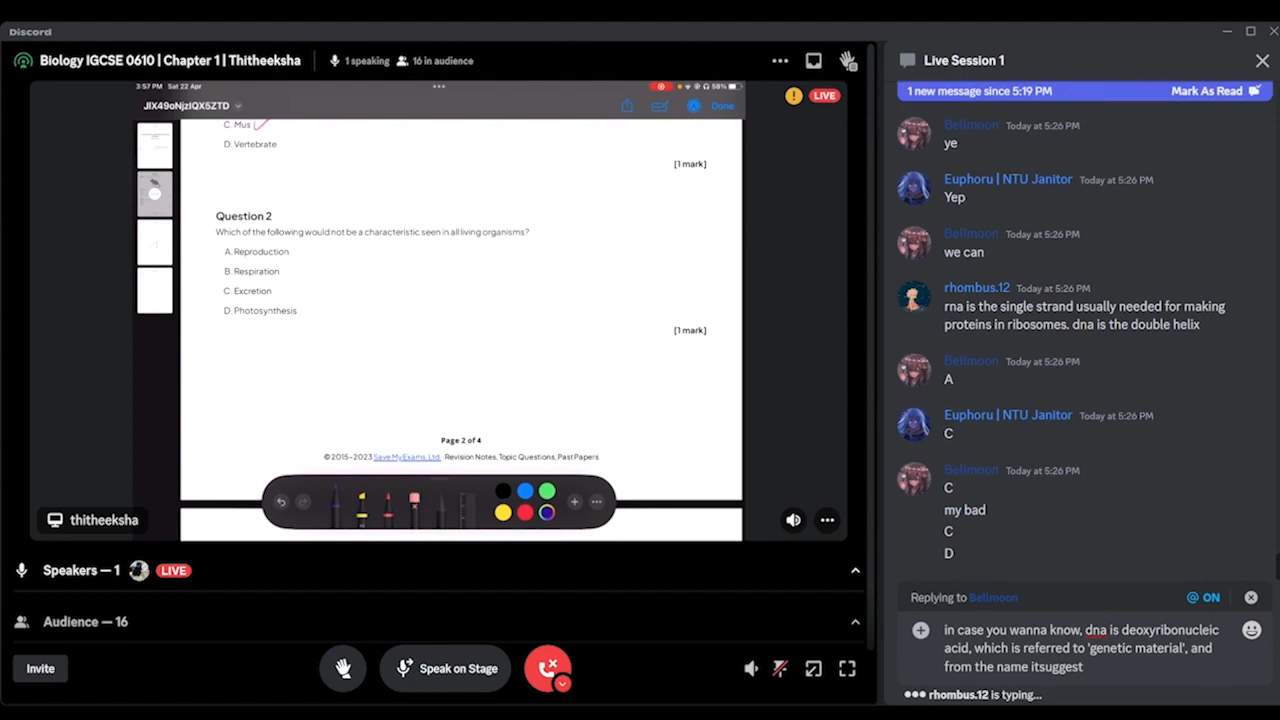 Discord
Biology IGCSE 0610 | Chapter 1 | Thitheeksha
1 speaking
16 in audience
3:57 PM Sat 22 Apr
58%
JIX49oNjzIQX5ZTD
Done
LIVE
C. Mus
D. Vertebrate
[1 mark]
Question 2
Which of the following would not be a characteristic seen in all living organisms?
A. Reproduction
B. Respiration
C. Excretion
D. Photosynthesis
[1 mark]
Page 2 of 4
© 2015-2023 Save My Exams, Ltd. Revision Notes, Topic Questions, Past Papers
thitheeksha
Speakers — 1
LIVE
Audience — 16
Invite
Speak on Stage
Live Session 1
1 new message since 5:19 PM
Mark As Read
Bellmoon Today at 5:26 PM
ye
Euphoru | NTU Janitor Today at 5:26 PM
Yep
Bellmoon Today at 5:26 PM
we can
rhombus.12 Today at 5:26 PM
rna is the single strand usually needed for making
proteins in ribosomes. dna is the double helix
Bellmoon Today at 5:26 PM
A
Euphoru | NTU Janitor Today at 5:26 PM
C
Bellmoon Today at 5:26 PM
C
my bad
C
D
Replying to Bellmoon
@ ON
in case you wanna know, dna is deoxyribonucleic
acid, which is referred to 'genetic material', and
from the name itsuggest
rhombus.12 is typing...